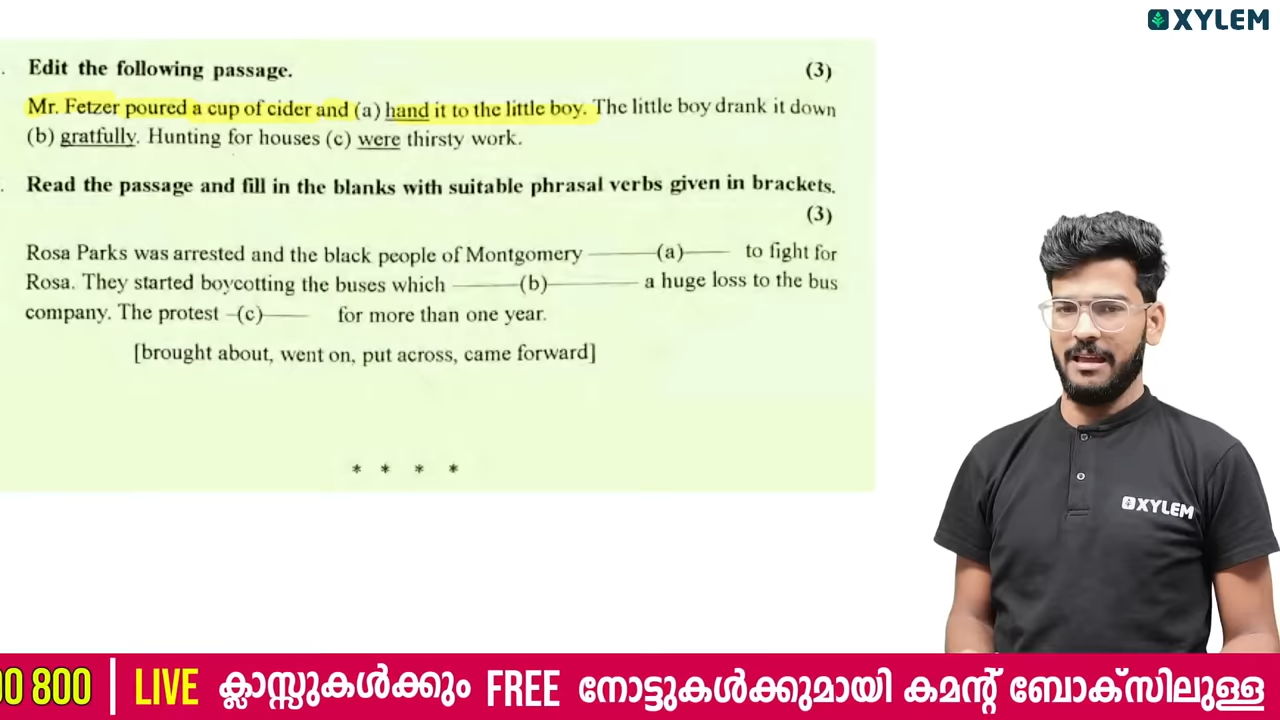 XYLEM
. Edit the following passage. (3)
Mr. Fetzer poured a cup of cider and (a) hand it to the little boy. The little boy drank it down
(b) gratfully. Hunting for houses (c) were thirsty work.
. Read the passage and fill in the blanks with suitable phrasal verbs given in brackets.
(3)
Rosa Parks was arrested and the black people of Montgomery ———(a)—— to fight for
Rosa. They started boycotting the buses which ———(b)———— a huge loss to the bus
company. The protest –(c)—— for more than one year.
[brought about, went on, put across, came forward]
* * * *
XYLEM
00 800 | LIVE ക്ലാസ്സുകൾക്കും FREE നോട്ടുകൾക്കുമായി കമന്റ് ബോക്സിലുള്ള